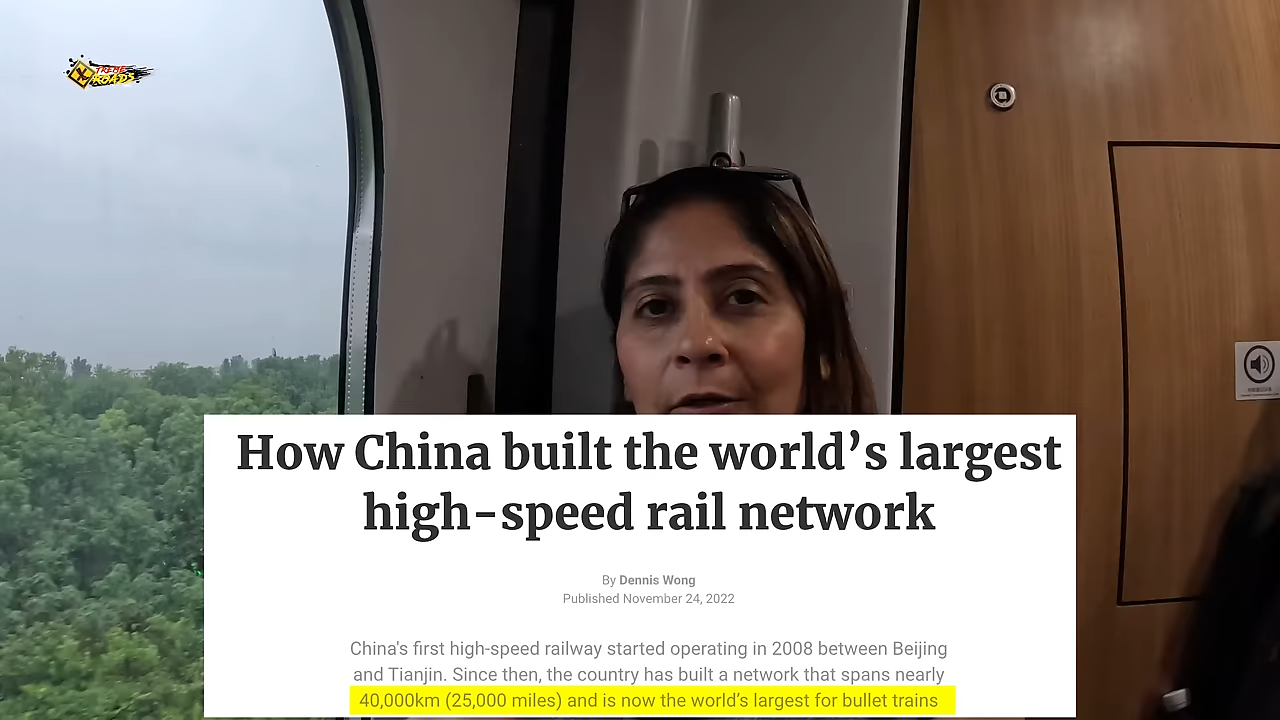 XTREME
ROADS
How China built the world’s largest
high-speed rail network
By Dennis Wong
Published November 24, 2022
China's first high-speed railway started operating in 2008 between Beijing
and Tianjin. Since then, the country has built a network that spans nearly
40,000km (25,000 miles) and is now the world’s largest for bullet trains